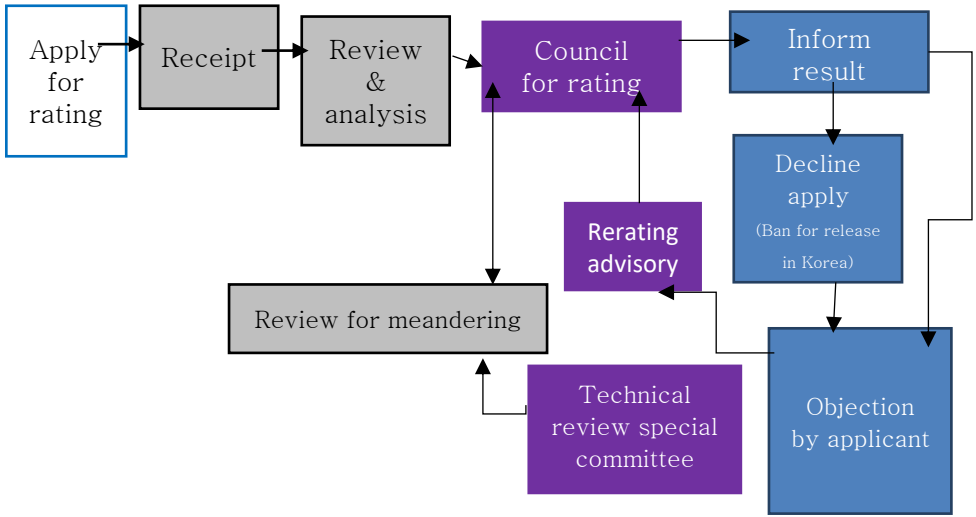 Apply
for
rating
Receipt
Review
&
analysis
Council
for rating
Inform
result
Decline
apply
(Ban for release
in Korea)
Rerating
advisory
Review for meandering
Technical
review special
committee
Objection
by applicant